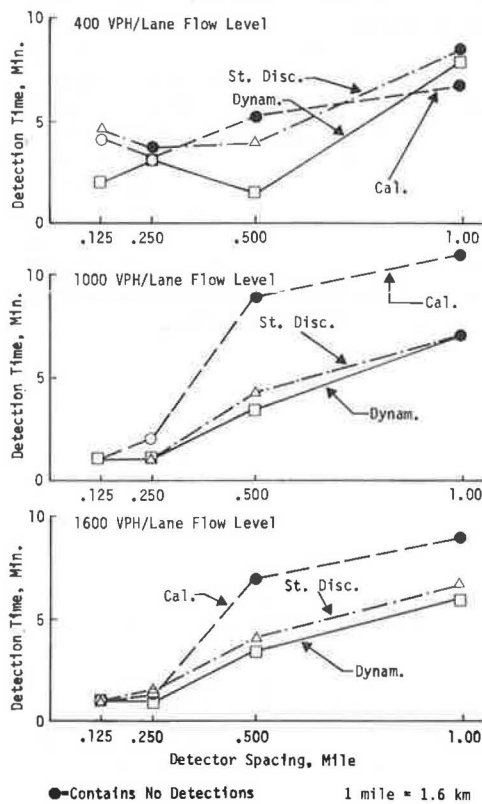 400 VPH/Lane Flow Level
10
5
0
Detection Time, Min.
St. Disc.
Dynam.
Cal.
.125 .250 .500 1.00
1000 VPH/Lane Flow Level
10
5
0
Detection Time, Min.
Cal.
St. Disc.
Dynam.
.125 .250 .500 1.00
1600 VPH/Lane Flow Level
10
5
0
Detection Time, Min.
Cal.
St. Disc.
Dynam.
.125 .250 .500 1.00
Detector Spacing, Mile
●=Contains No Detections 1 mile = 1.6 km